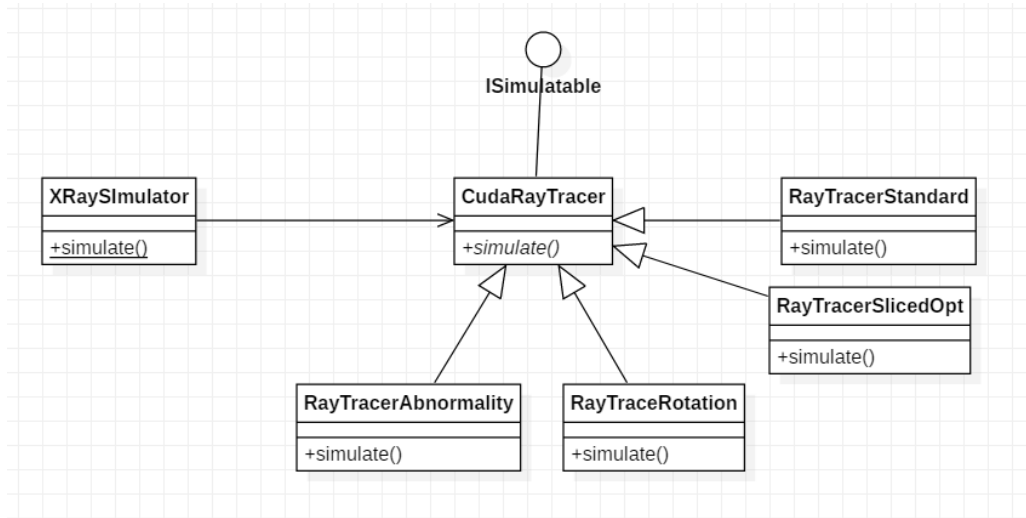 ISimulatable
XRaySImulator
+simulate()
CudaRayTracer
+simulate()
RayTracerStandard
+simulate()
RayTracerSlicedOpt
+simulate()
RayTracerAbnormality
+simulate()
RayTraceRotation
+simulate()